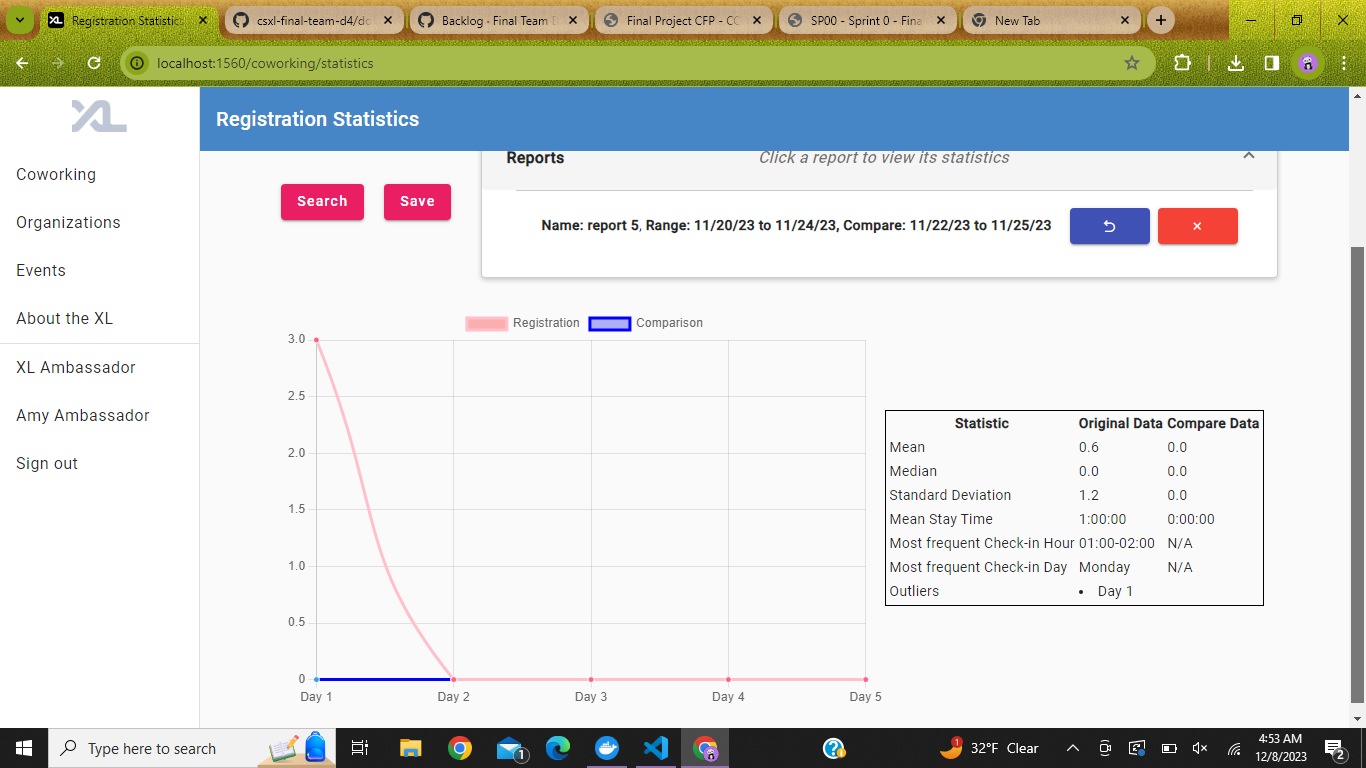 Registration Statistic
csxl-final-team-d4/dc
Backlog · Final Team D
Final Project CFP - CO
SP00 - Sprint 0 - Fina
New Tab
localhost:1560/coworking/statistics
XL
Registration Statistics
Coworking
Organizations
Events
About the XL
XL Ambassador
Amy Ambassador
Sign out
Reports
Click a report to view its statistics
Search
Save
Name: report 5, Range: 11/20/23 to 11/24/23, Compare: 11/22/23 to 11/25/23
Registration
Comparison
3.0
2.5
2.0
1.5
1.0
0.5
0
Day 1
Day 2
Day 3
Day 4
Day 5
Statistic Original Data Compare Data
Mean 0.6 0.0
Median 0.0 0.0
Standard Deviation 1.2 0.0
Mean Stay Time 1:00:00 0:00:00
Most frequent Check-in Hour 01:00-02:00 N/A
Most frequent Check-in Day Monday N/A
Outliers • Day 1
Type here to search
1
1
32°F Clear
4:53 AM
12/8/2023
2